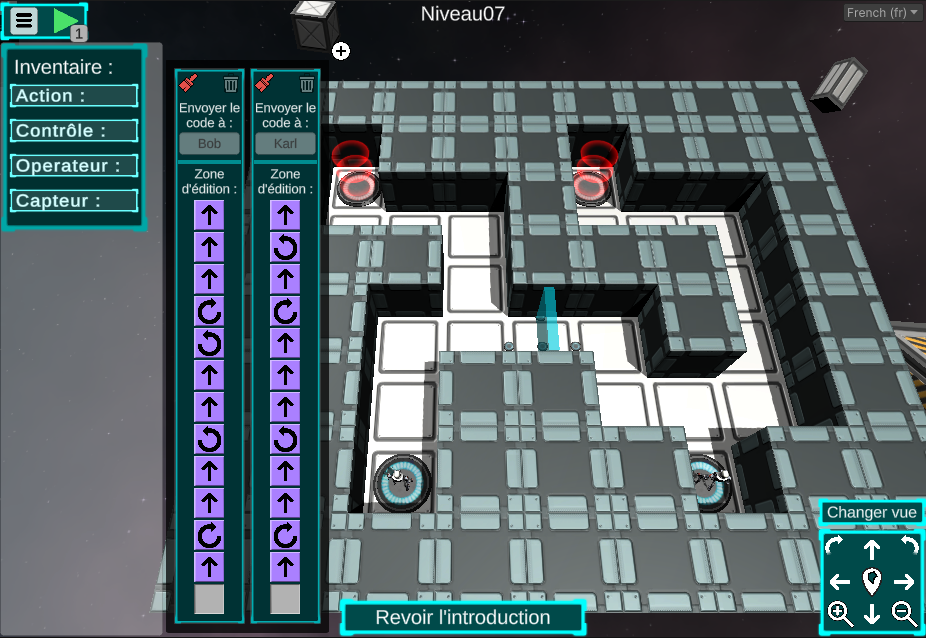 Niveau07
French (fr)
1
Inventaire :
Action :
Contrôle :
Operateur :
Capteur :
Envoyer le
code à :
Bob
Zone
d'édition :
Envoyer le
code à :
Karl
Zone
d'édition :
Changer vue
Revoir l'introduction